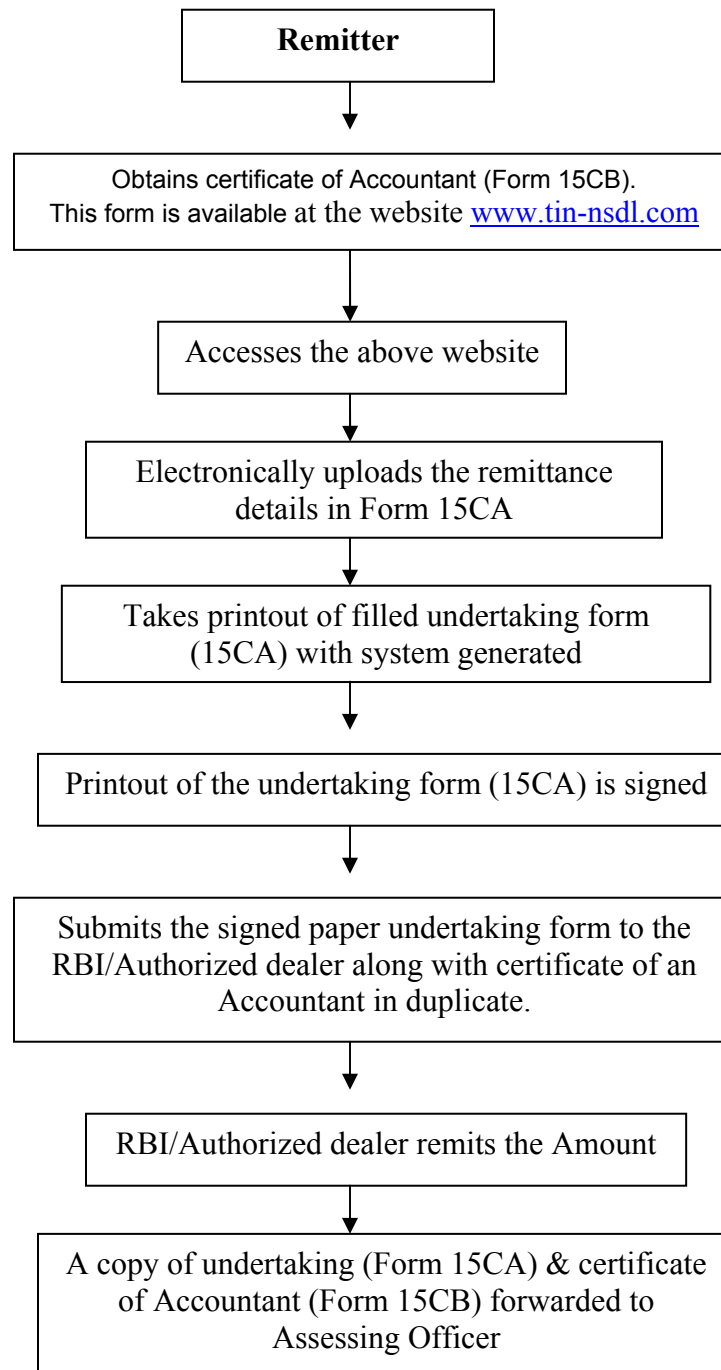 Remitter
Obtains certificate of Accountant (Form 15CB).
This form is available at the website www.tin-nsdl.com
Accesses the above website
Electronically uploads the remittance
details in Form 15CA
Takes printout of filled undertaking form
(15CA) with system generated
Printout of the undertaking form (15CA) is signed
Submits the signed paper undertaking form to the
RBI/Authorized dealer along with certificate of an
Accountant in duplicate.
RBI/Authorized dealer remits the Amount
A copy of undertaking (Form 15CA) & certificate
of Accountant (Form 15CB) forwarded to
Assessing Officer